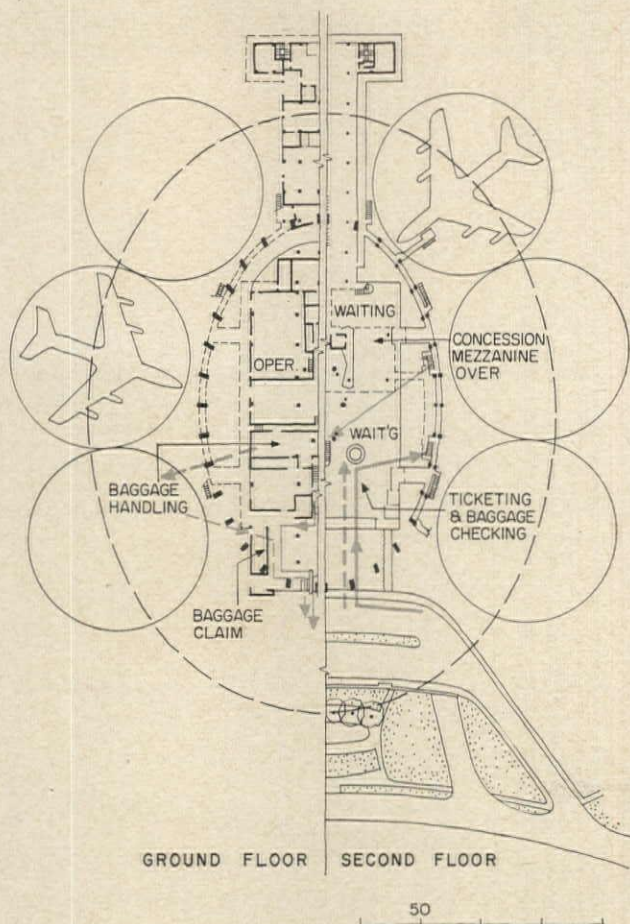 WAITING
CONCESSION
MEZZANINE
OVER
OPER.
WAIT'G
BAGGAGE
HANDLING
TICKETING
& BAGGAGE
CHECKING
BAGGAGE
CLAIM
GROUND FLOOR
SECOND FLOOR
50